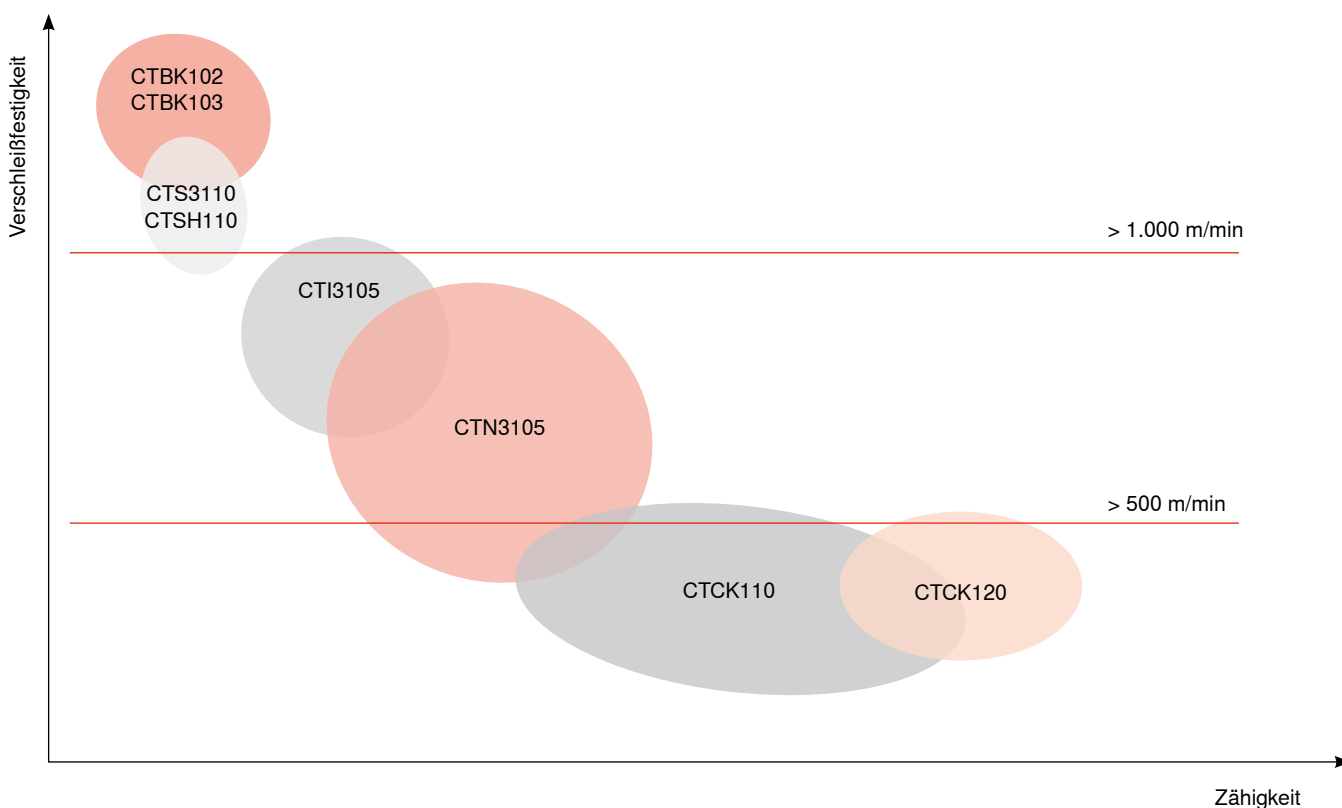 Verschleißfestigkeit
CTBK102
CTBK103
CTS3110
CTSH110
> 1.000 m/min
CTI3105
CTN3105
> 500 m/min
CTCK110
CTCK120
Zähigkeit